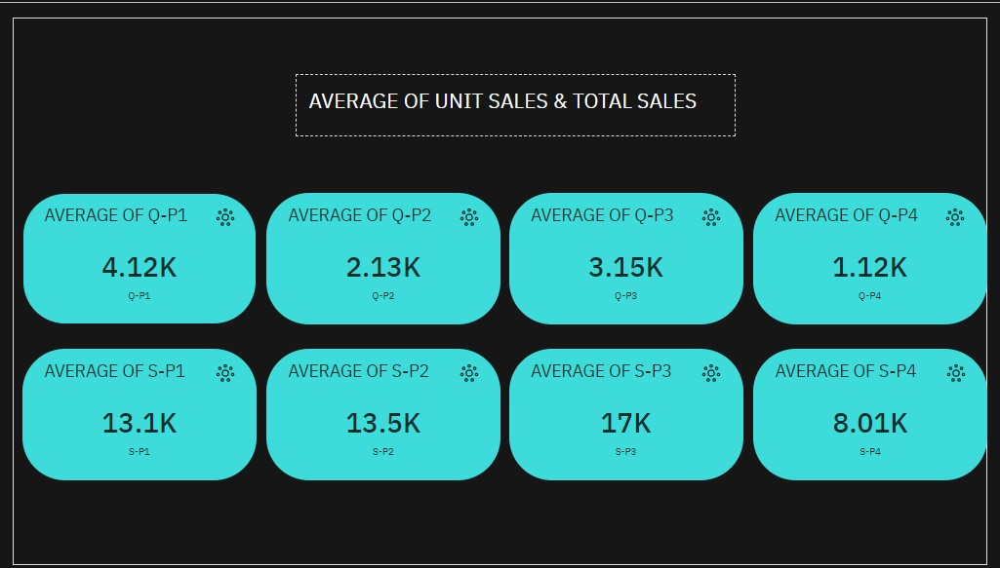 AVERAGE OF UNIT SALES & TOTAL SALES
AVERAGE OF Q-P1
4.12K
Q-P1
AVERAGE OF Q-P2
2.13K
Q-P2
AVERAGE OF Q-P3
3.15K
Q-P3
AVERAGE OF Q-P4
1.12K
Q-P4
AVERAGE OF S-P1
13.1K
S-P1
AVERAGE OF S-P2
13.5K
S-P2
AVERAGE OF S-P3
17K
S-P3
AVERAGE OF S-P4
8.01K
S-P4